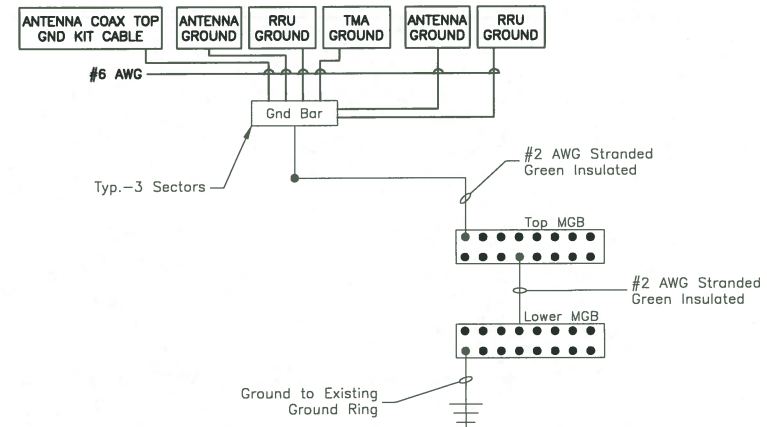 ANTENNA COAX TOP
GND KIT CABLE
ANTENNA
GROUND
RRU
GROUND
TMA
GROUND
ANTENNA
GROUND
RRU
GROUND
#6 AWG
Gnd Bar
Typ.-3 Sectors
#2 AWG Stranded
Green Insulated
Top MGB
#2 AWG Stranded
Green Insulated
Lower MGB
Ground to Existing
Ground Ring